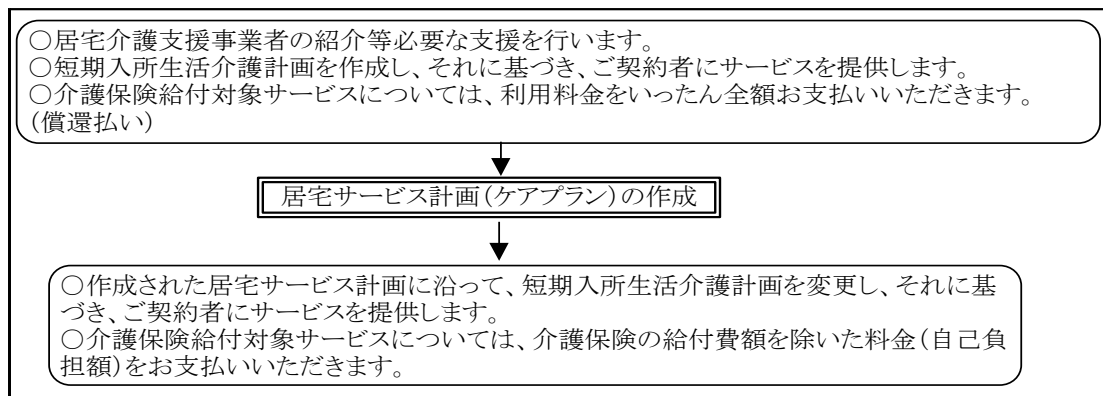 ○居宅介護支援事業者の紹介等必要な支援を行います。
○短期入所生活介護計画を作成し、それに基づき、ご契約者にサービスを提供します。
○介護保険給付対象サービスについては、利用料金をいったん全額お支払いいただきます。
(償還払い)
居宅サービス計画(ケアプラン)の作成
○作成された居宅サービス計画に沿って、短期入所生活介護計画を変更し、それに基
づき、ご契約者にサービスを提供します。
○介護保険給付対象サービスについては、介護保険の給付費額を除いた料金(自己負
担額)をお支払いいただきます。